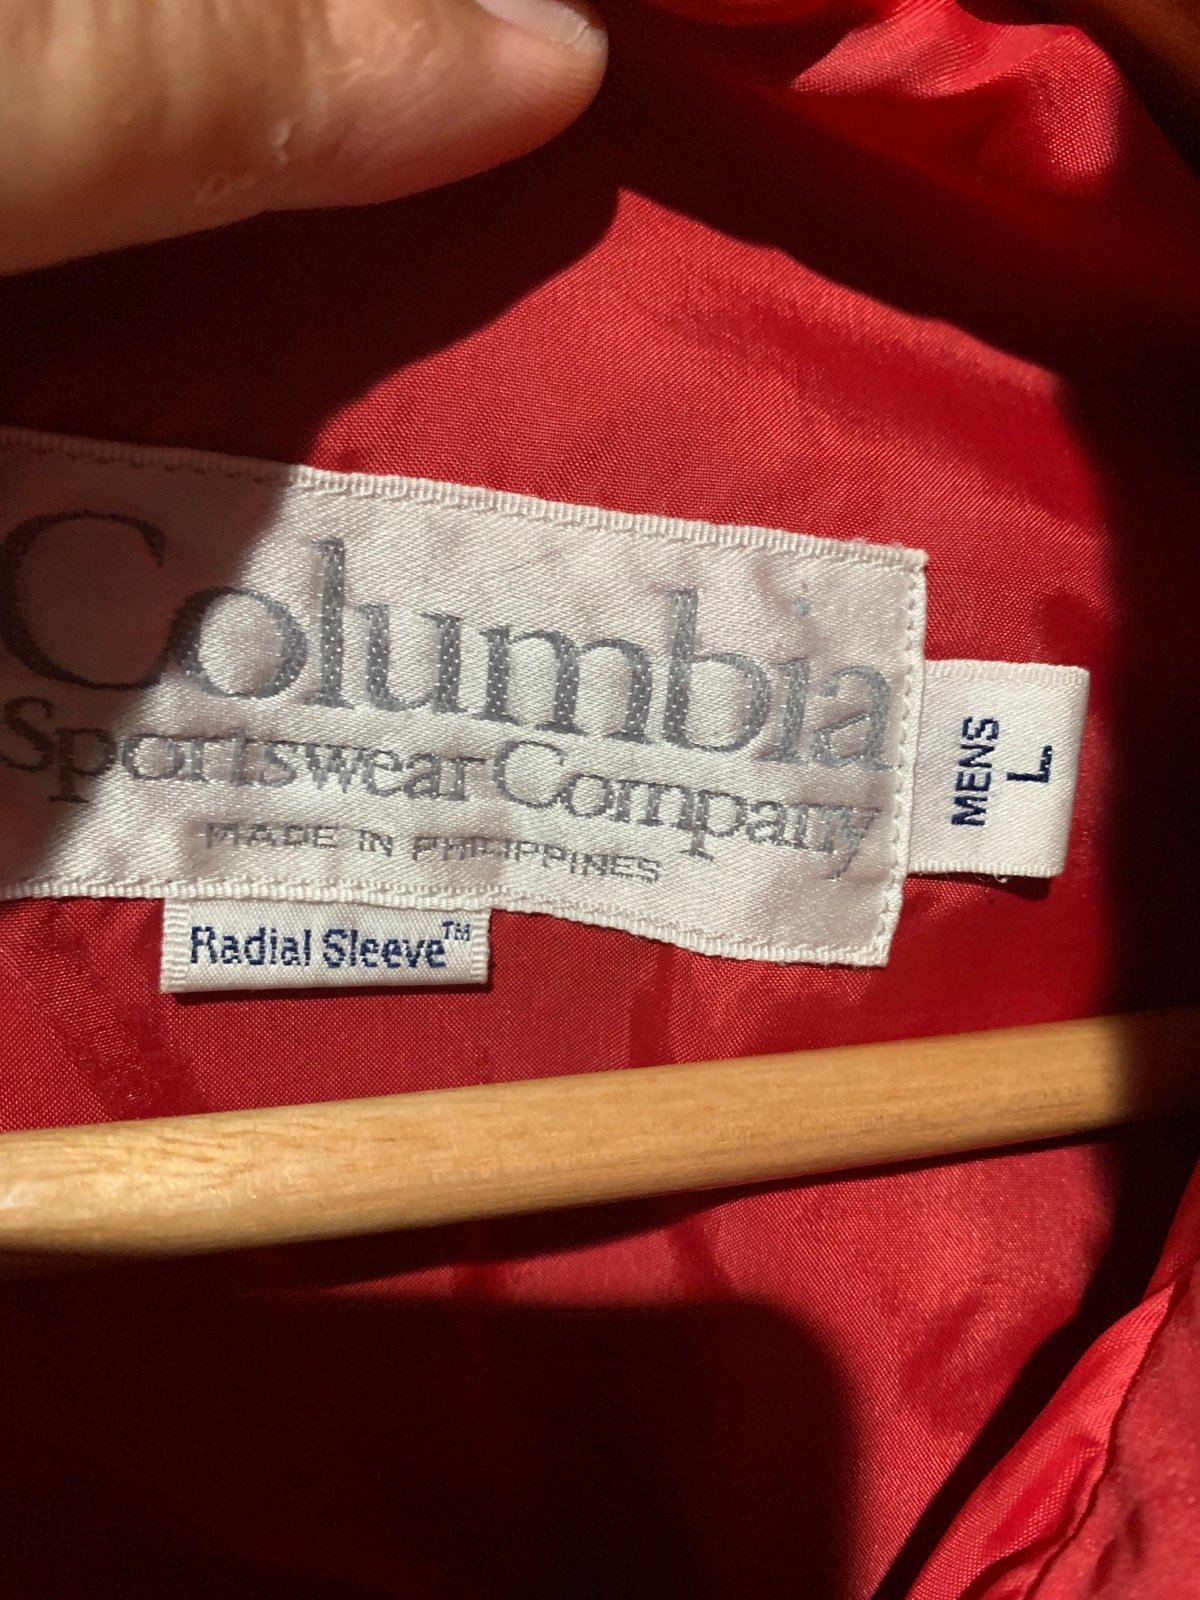 Columbia
Sportswear Company
MADE IN PHILIPPINES
MENS
L
Radial Sleeve™